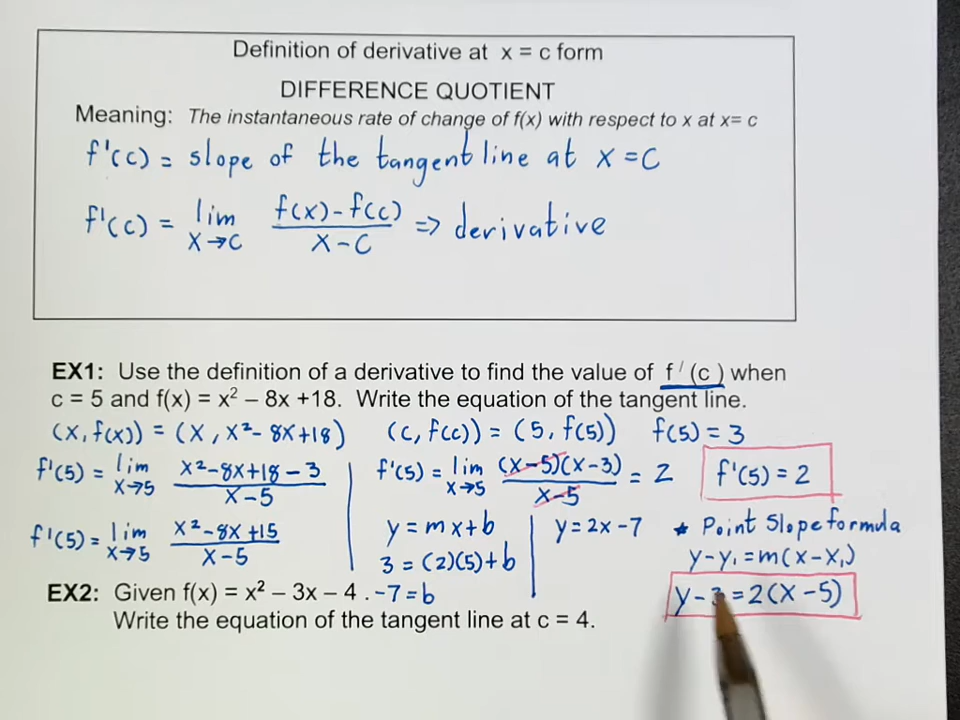 Definition of derivative at x = c form
DIFFERENCE QUOTIENT
Meaning: The instantaneous rate of change of f(x) with respect to x at x= c
f'(c) = slope of the tangent line at x = c
f'(c) = lim x→c f(x)-f(c) / x-c => derivative
EX1: Use the definition of a derivative to find the value of f ′(c ) when
c = 5 and f(x) = x² – 8x +18. Write the equation of the tangent line.
(x, f(x)) = (x, x²-8x+18) (c, f(c)) = (5, f(5)) f(5) = 3
f'(5) = lim x→5 x²-8x+18-3 / x-5
f'(5) = lim x→5 (x-5)(x-3) / x-5 = 2
f'(5) = 2
f'(5) = lim x→5 x²-8x+15 / x-5
y = mx+b
3 = (2)(5)+b
-7 = b
y = 2x-7
★ Point Slope formula
y-y₁ = m(x-x₁)
y-3 = 2(x-5)
EX2: Given f(x) = x² – 3x – 4 .
Write the equation of the tangent line at c = 4.